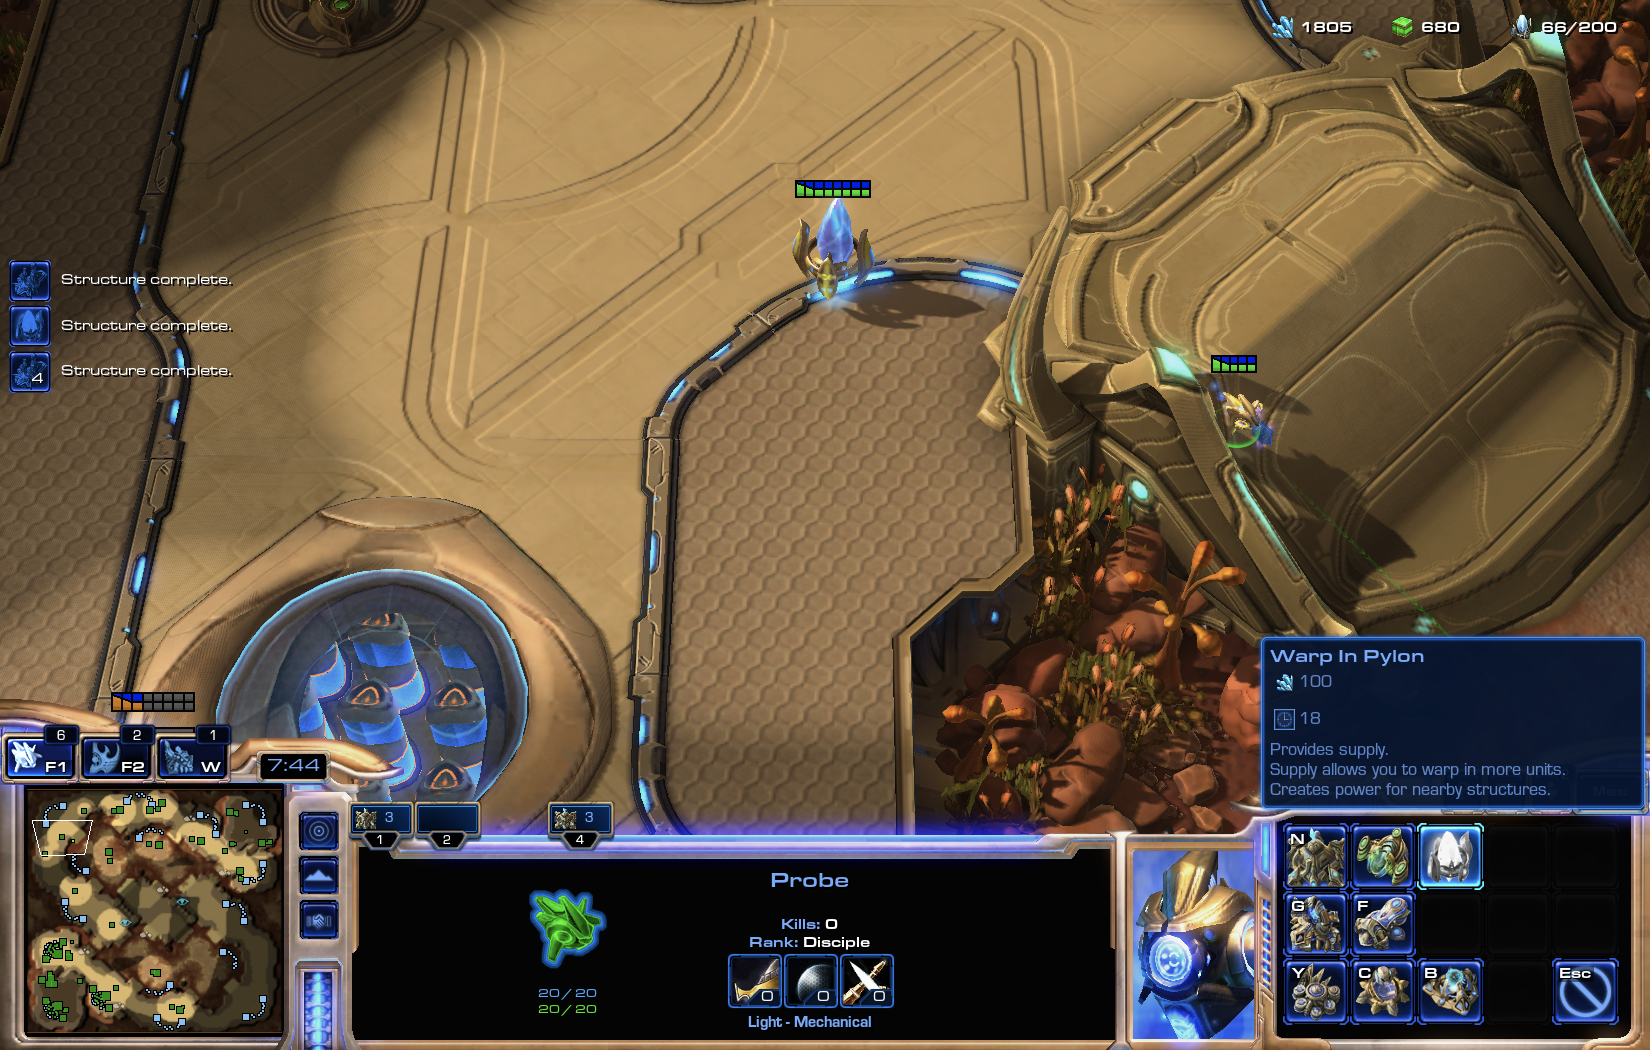 1805 680 66/200
Structure complete.
Structure complete.
4 Structure complete.
Warp In Pylon
100
18
Provides supply.
Supply allows you to warp in more units.
Creates power for nearby structures.
6 2 1
F1 F2 W
7:44
3 3
1 2 4
Probe
Kills: 0
Rank: Disciple
20/20
20/20
0 0 0
Light - Mechanical
N
G F
Y C B Esc